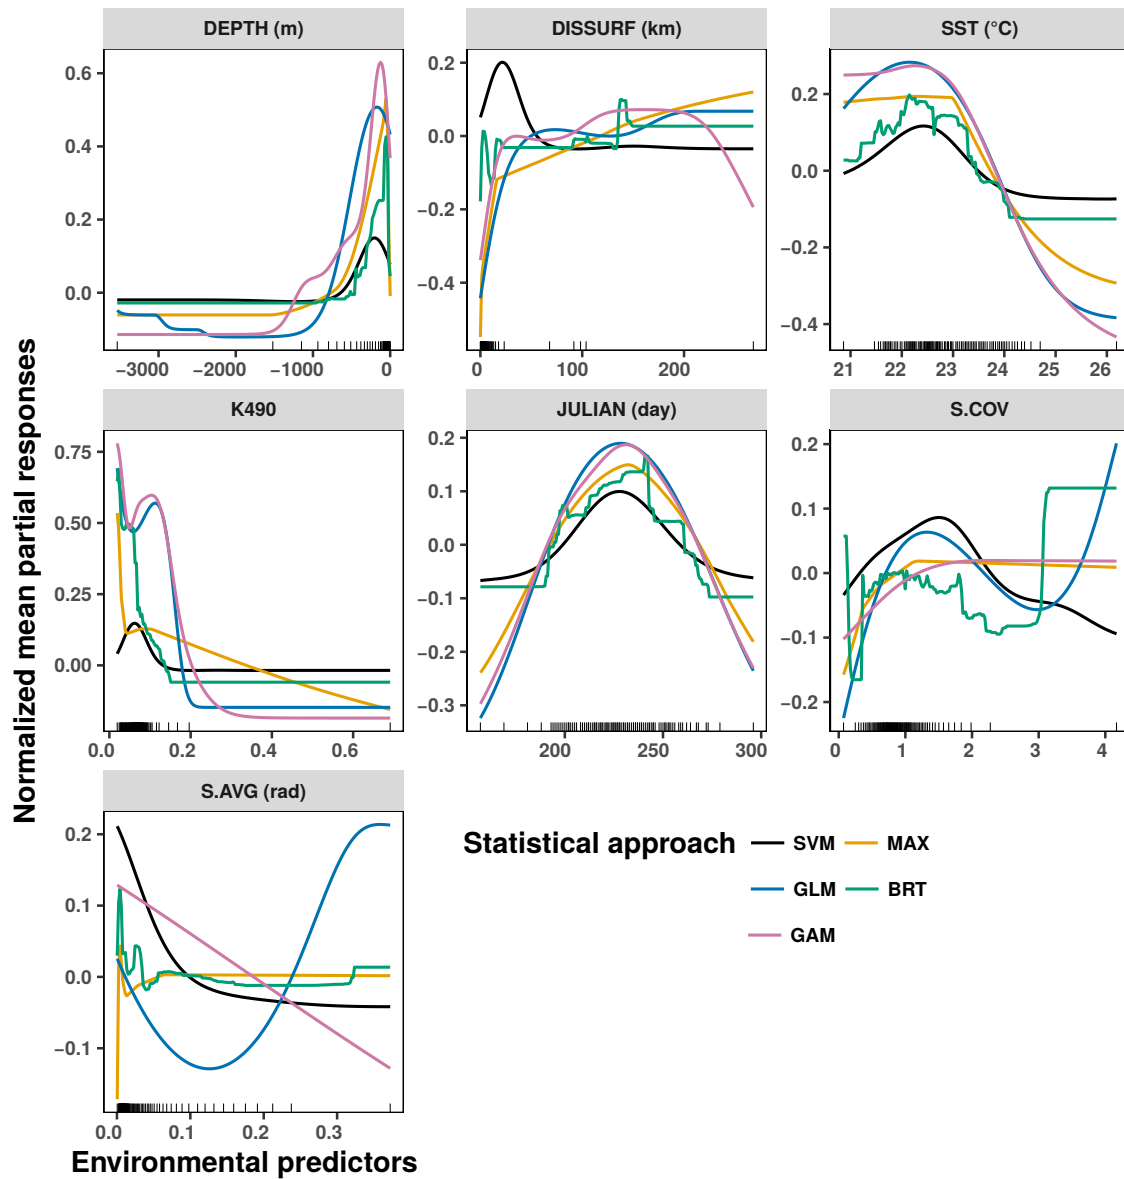 DEPTH (m) DISSURF (km) SST (°C)
0.6
0.4
0.2
0.0
−3000 −2000 −1000 0
0.2
0.0
−0.2
−0.4
0 100 200
0.2
0.0
−0.2
−0.4
21 22 23 24 25 26
K490 JULIAN (day) S.COV
0.75
0.50
0.25
0.00
0.0 0.2 0.4 0.6
0.2
0.1
0.0
−0.1
−0.2
−0.3
200 250 300
0.2
0.1
0.0
−0.1
−0.2
0 1 2 3 4
S.AVG (rad)
0.2
0.1
0.0
−0.1
0.0 0.1 0.2 0.3
Normalized mean partial responses
Environmental predictors
Statistical approach
SVM MAX
GLM BRT
GAM